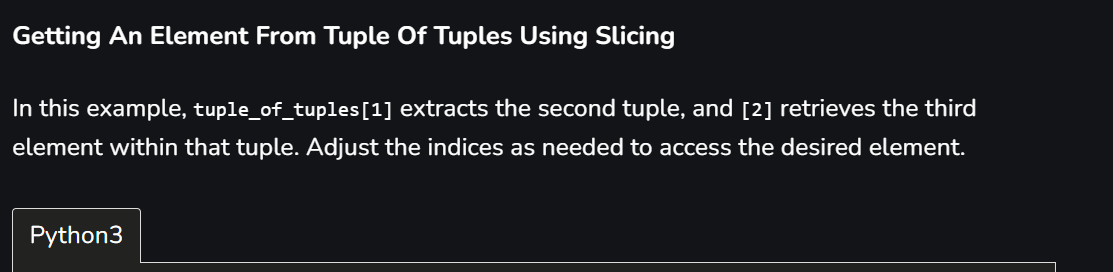 Getting An Element From Tuple Of Tuples Using Slicing
In this example, tuple_of_tuples[1] extracts the second tuple, and [2] retrieves the third
element within that tuple. Adjust the indices as needed to access the desired element.
Python3